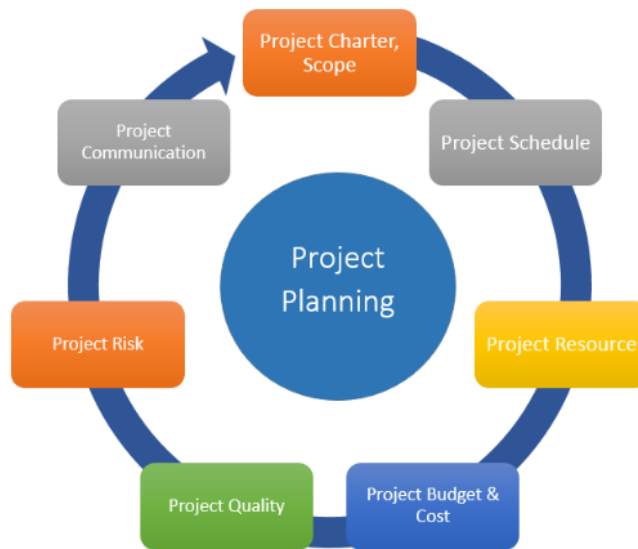 Project Charter,
Scope
Project Schedule
Project Resource
Project Budget &
Cost
Project Quality
Project Risk
Project
Communication
Project
Planning